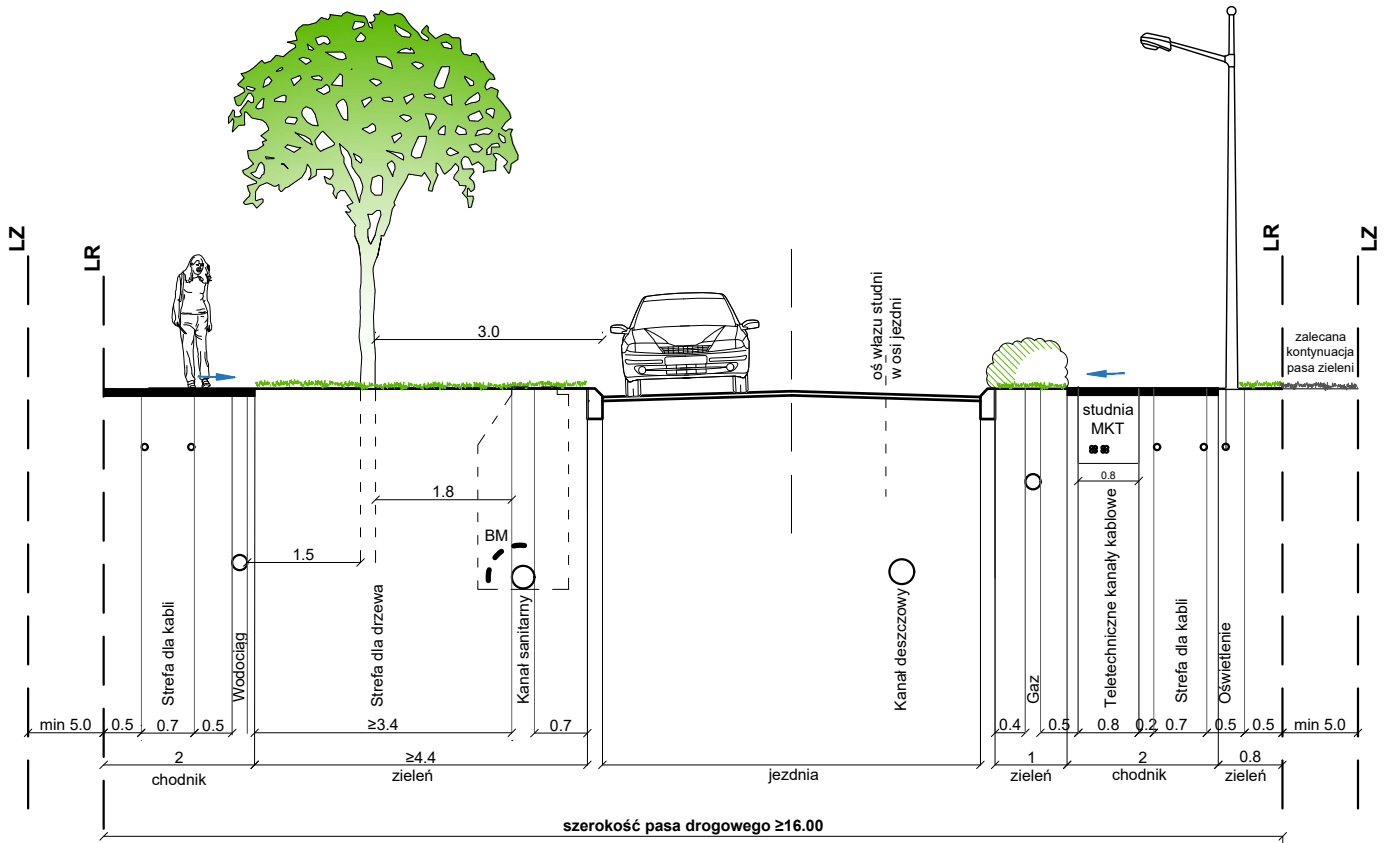 LZ
LR
LR
LZ
zalecana
kontynuacja
pasa zieleni
oś włazu studni
w osi jezdni
3.0
studnia
MKT
0.8
1.8
BM
1.5
Strefa dla kabli
Wodociąg
Strefa dla drzewa
Kanał sanitarny
Kanał deszczowy
Gaz
Teletechniczne kanały kablowe
Strefa dla kabli
Oświetlenie
min 5.0
0.5
0.7
0.5
≥3.4
0.7
0.4
0.5
0.8
0.2
0.7
0.5
0.5
min 5.0
2
chodnik
≥4.4
zieleń
jezdnia
1
zieleń
2
chodnik
0.8
zieleń
szerokość pasa drogowego ≥16.00